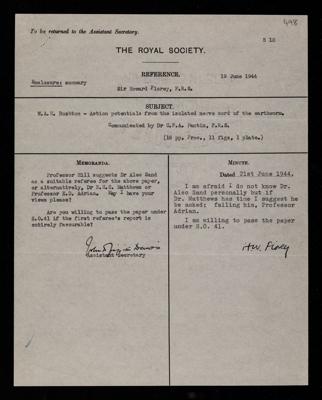 To be returned to the Assistant Secretary.
448
S 18
THE ROYAL SOCIETY.
REFERENCE.
Enclosure: summary
19 June 1944
Sir Howard Florey, F.R.S.
SUBJECT.
W.A.H. Rushton - Action potentials from the isolated nerve cord of the earthworm.
Communicated by Dr C.F.A. Pantin, F.R.S.
(18 pp. Proc., 11 figs, 1 plate.)
MEMORANDA.
Professor Hill suggests Dr Alec Sand
as a suitable referee for the above paper,
or alternatively, Dr B.H.C. Matthews or
Professor E.D. Adrian. May I have your
views please?
Are you willing to pass the paper under
S.O.41 if the first referee's report is
entirely favourable?
Assistant Secretary
MINUTE.
Dated 21st June 1944.
I am afraid I do not know Dr.
Alec Sand personally but if
Dr. Matthews has time I suggest he
be asked; failing him, Professor
Adrian.
I am willing to pass the paper
under S.O. 41.
H.W. Florey